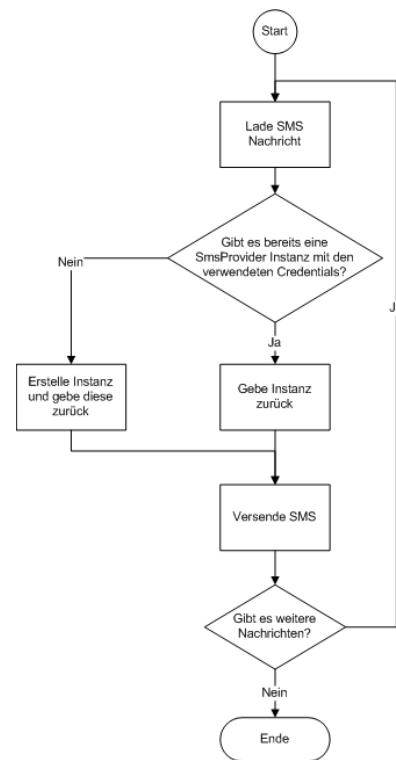 Start
Lade SMS
Nachricht
Gibt es bereits eine
SmsProvider Instanz mit den
verwendeten Credentials?
Nein
Ja
Erstelle Instanz
und gebe diese
zurück
Gebe Instanz
zurück
Versende SMS
Gibt es weitere
Nachrichten?
J
Nein
Ende